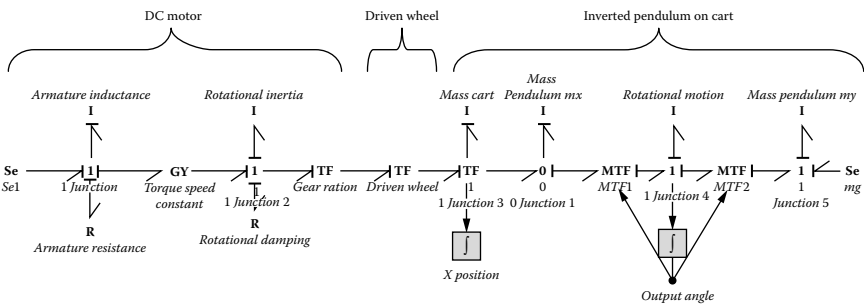 DC motor
Driven wheel
Inverted pendulum on cart
Armature inductance
I
Rotational inertia
I
Mass cart
I
Mass
Pendulum mx
I
Rotational motion
I
Mass pendulum my
I
Se
Se1
1
1 Junction
R
Armature resistance
GY
Torque speed
constant
1
1
1 Junction 2
R
Rotational damping
TF
Gear ration
TF
Driven wheel
TF
1
1 Junction 3
∫
X position
0
0
0 Junction 1
MTF
MTF1
1
1 Junction 4
∫
Output angle
MTF
MTF2
1
1
Junction 5
Se
mg